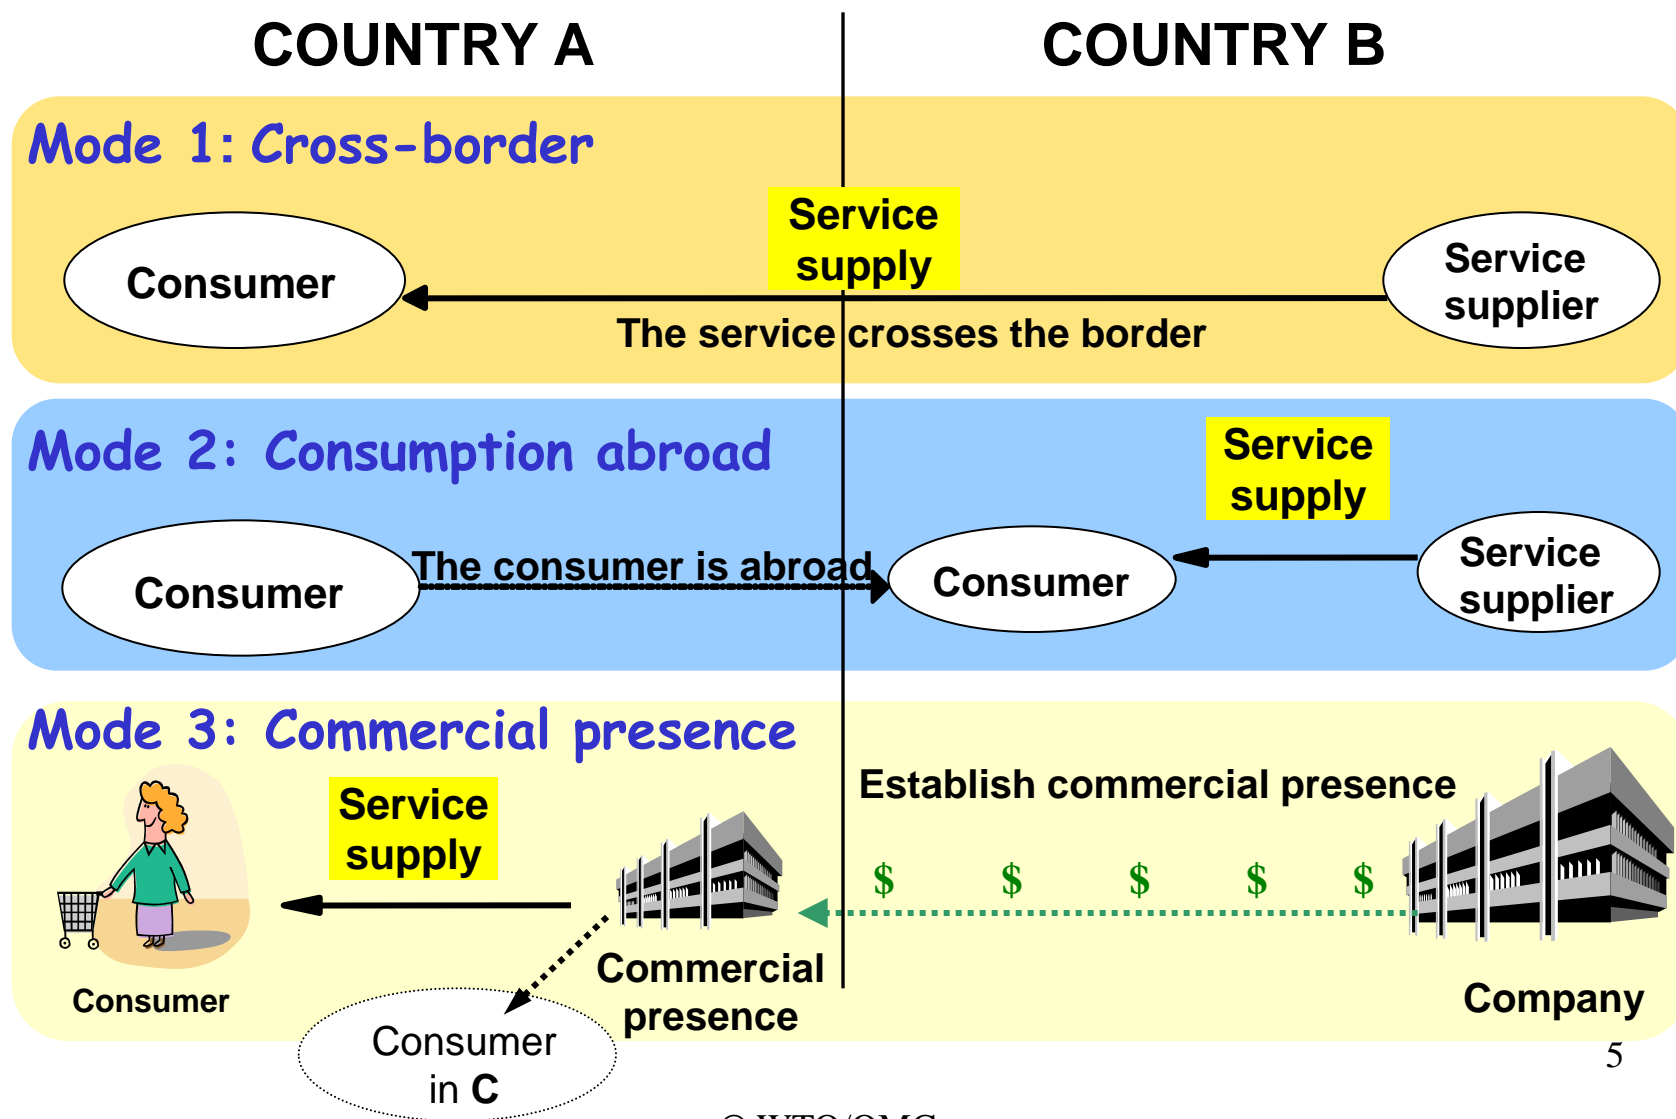 COUNTRY A
COUNTRY B
Mode 1: Cross-border
Service
supply
Consumer
Service
supplier
The service crosses the border
Mode 2: Consumption abroad
Service
supply
The consumer is abroad
Consumer
Consumer
Service
supplier
Mode 3: Commercial presence
Service
supply
Establish commercial presence
$ $ $ $ $
Consumer
Commercial
presence
Company
Consumer
in C
5
© WTO/OMC